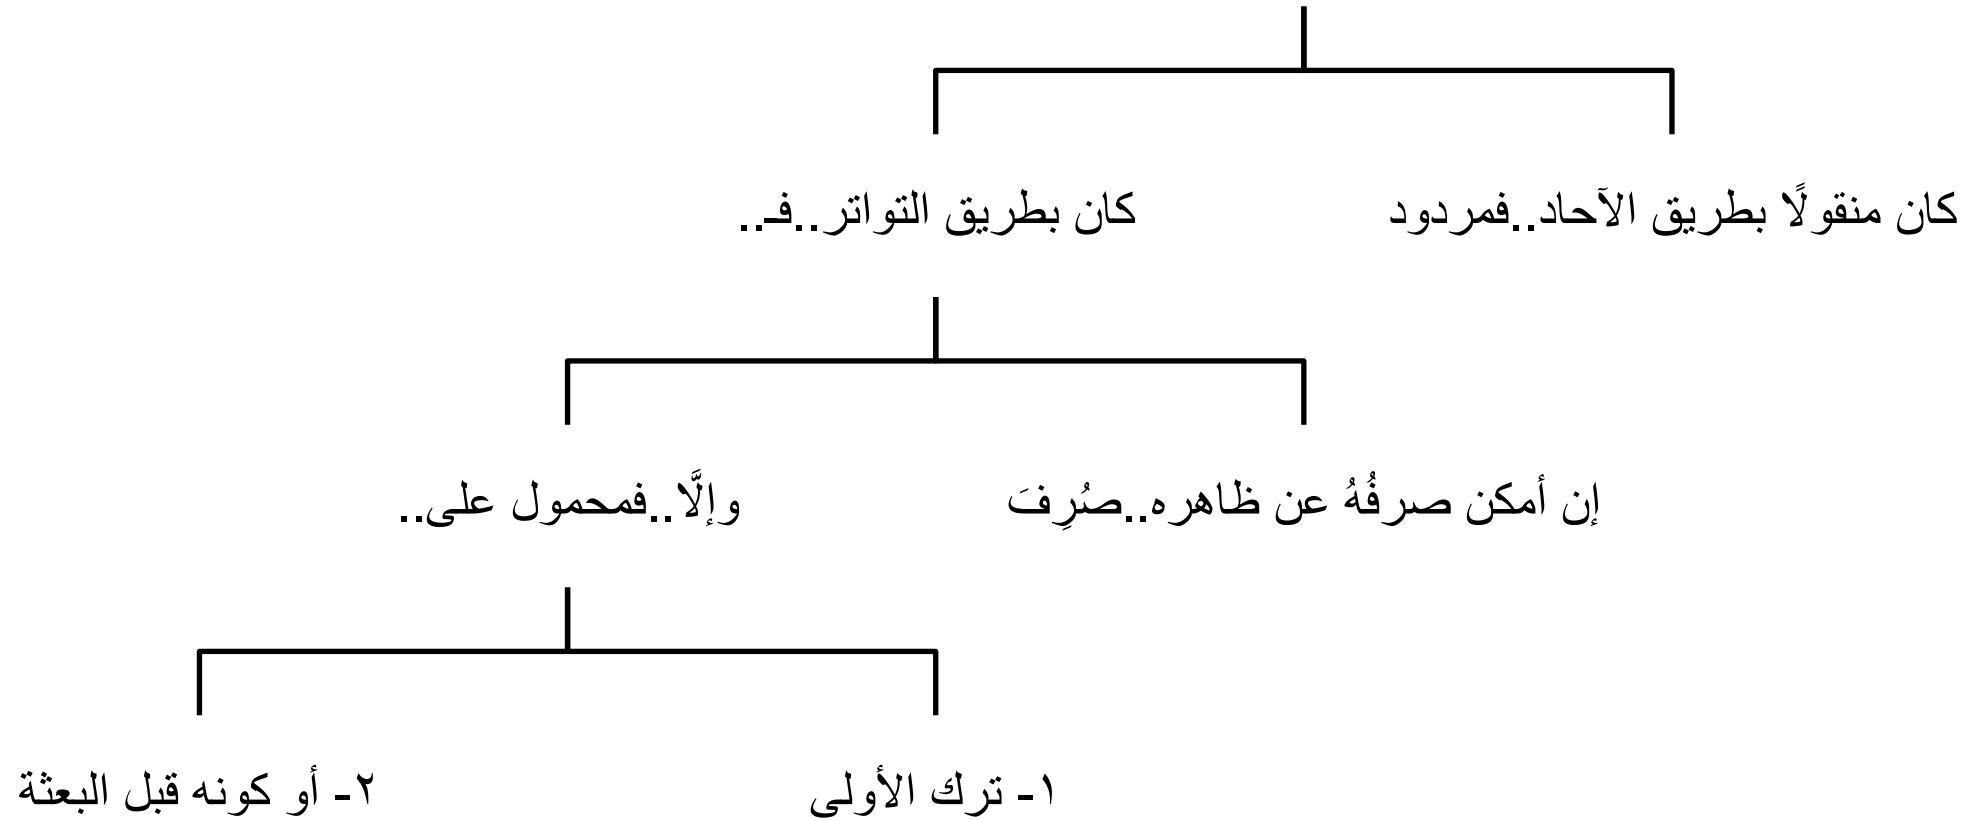 كان منقولًا بطريق الآحاد..فمردود
كان بطريق التواتر..فـ..
إن أمكن صرفُهُ عن ظاهره..صُرِفَ
وإلَّا..فمحمول على..
١- ترك الأولى
٢- أو كونه قبل البعثة